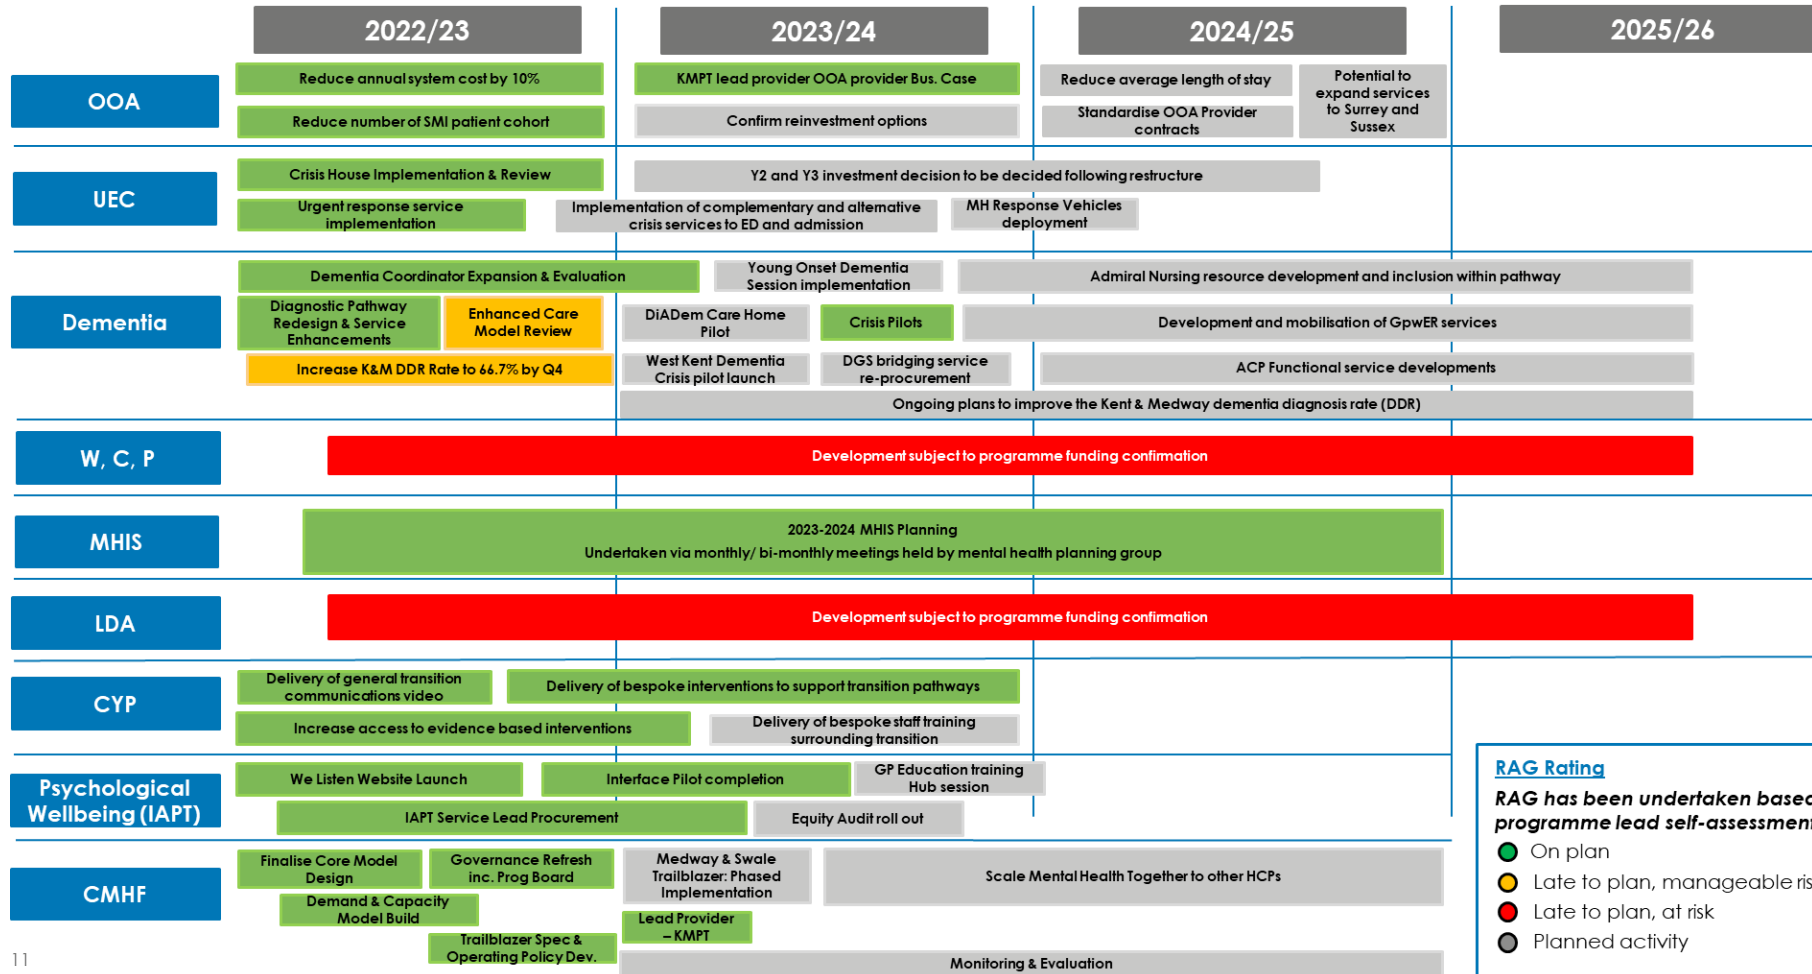 2022/23
2023/24
2024/25
2025/26
OOA
Reduce annual system cost by 10%
Reduce number of SMI patient cohort
KMPT lead provider OOA provider Bus. Case
Confirm reinvestment options
Reduce average length of stay
Standardise OOA Provider
contracts
Potential to
expand services
to Surrey and
Sussex
UEC
Crisis House Implementation & Review
Urgent response service
implementation
Y2 and Y3 investment decision to be decided following restructure
Implementation of complementary and alternative
crisis services to ED and admission
MH Response Vehicles
deployment
Dementia
Dementia Coordinator Expansion & Evaluation
Young Onset Dementia
Session implementation
Admiral Nursing resource development and inclusion within pathway
Diagnostic Pathway
Redesign & Service
Enhancements
Enhanced Care
Model Review
DiADem Care Home
Pilot
Crisis Pilots
Development and mobilisation of GpwER services
Increase K&M DDR Rate to 66.7% by Q4
West Kent Dementia
Crisis pilot launch
DGS bridging service
re-procurement
ACP Functional service developments
Ongoing plans to improve the Kent & Medway dementia diagnosis rate (DDR)
W, C, P
Development subject to programme funding confirmation
MHIS
2023-2024 MHIS Planning
Undertaken via monthly/ bi-monthly meetings held by mental health planning group
LDA
Development subject to programme funding confirmation
CYP
Delivery of general transition
communications video
Delivery of bespoke interventions to support transition pathways
Increase access to evidence based interventions
Delivery of bespoke staff training
surrounding transition
Psychological
Wellbeing (IAPT)
We Listen Website Launch
Interface Pilot completion
GP Education training
Hub session
IAPT Service Lead Procurement
Equity Audit roll out
CMHF
Finalise Core Model
Design
Governance Refresh
inc. Prog Board
Medway & Swale
Trailblazer: Phased
Implementation
Scale Mental Health Together to other HCPs
Demand & Capacity
Model Build
Lead Provider
– KMPT
Trailblazer Spec &
Operating Policy Dev.
Monitoring & Evaluation
RAG Rating
RAG has been undertaken based
programme lead self-assessment
On plan
Late to plan, manageable ris
Late to plan, at risk
Planned activity
11